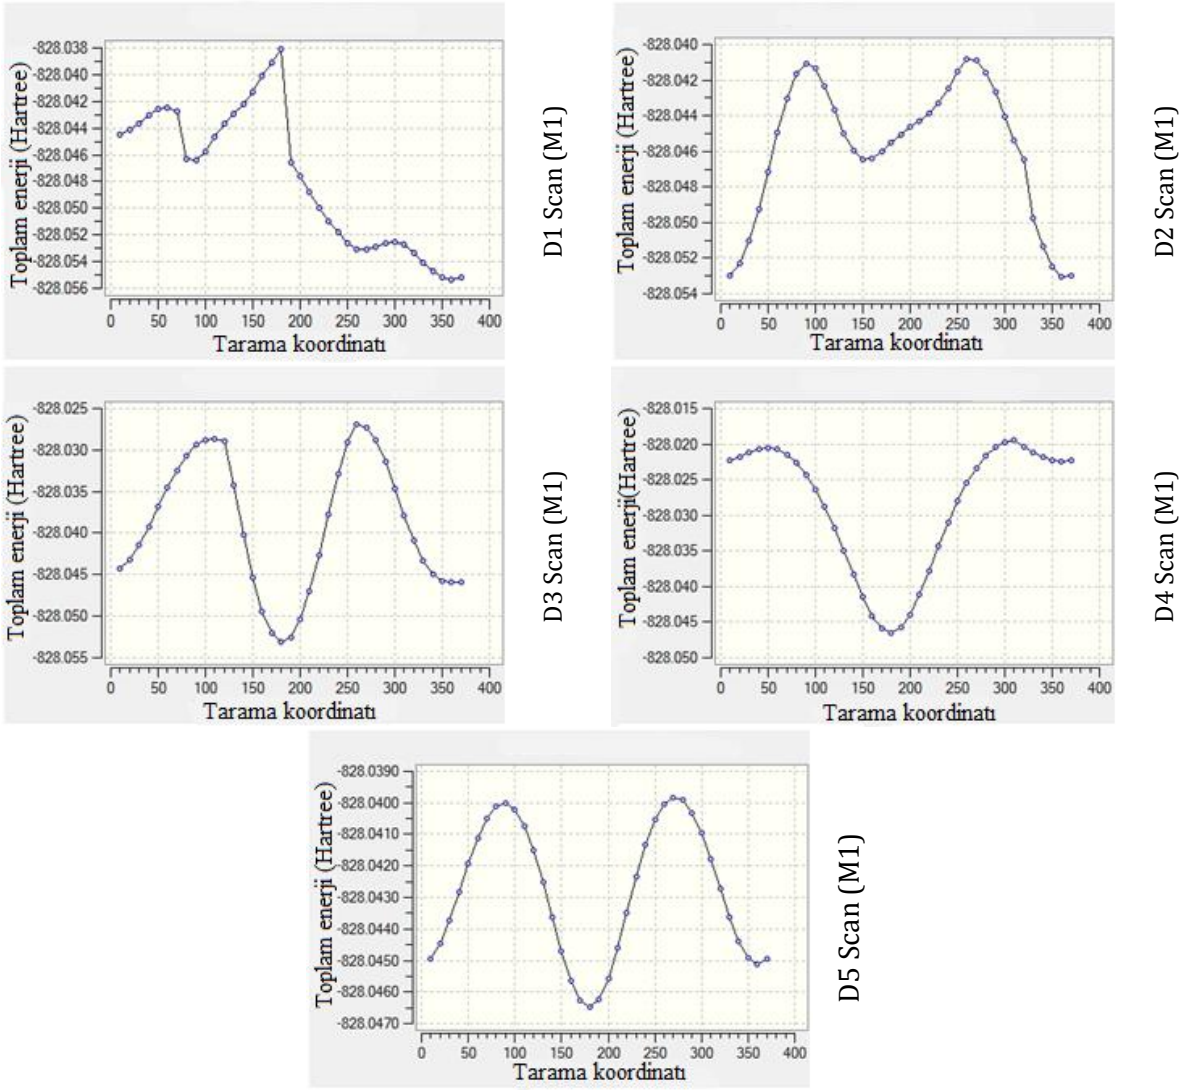 -828.038
-828.040
-828.042
-828.044
-828.046
-828.048
-828.050
-828.052
-828.054
-828.056
Toplam enerji (Hartree)
0 50 100 150 200 250 300 350 400
Tarama koordinatı
D1 Scan (M1)
-828.040
-828.042
-828.044
-828.046
-828.048
-828.050
-828.052
-828.054
Toplam enerji (Hartree)
0 50 100 150 200 250 300 350 400
Tarama koordinatı
D2 Scan (M1)
-828.025
-828.030
-828.035
-828.040
-828.045
-828.050
-828.055
Toplam enerji (Hartree)
0 50 100 150 200 250 300 350 400
Tarama koordinatı
D3 Scan (M1)
-828.015
-828.020
-828.025
-828.030
-828.035
-828.040
-828.045
-828.050
Toplam enerji(Hartree)
0 50 100 150 200 250 300 350 400
Tarama koordinatı
D4 Scan (M1)
-828.0390
-828.0400
-828.0410
-828.0420
-828.0430
-828.0440
-828.0450
-828.0460
-828.0470
Toplam enerji (Hartree)
0 50 100 150 200 250 300 350 400
Tarama koordinatı
D5 Scan (M1)